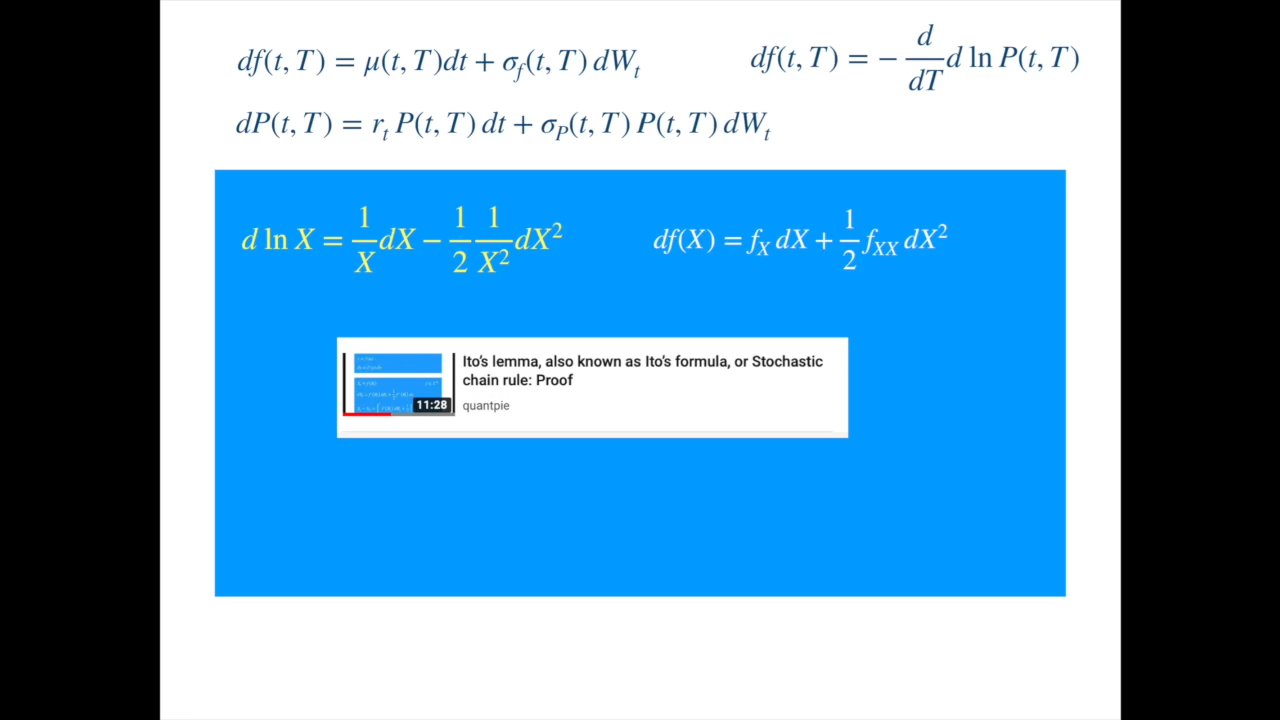 df(t, T) = μ(t, T)dt + σ_f(t, T) dW_t
df(t, T) = − d/dT d ln P(t, T)
dP(t, T) = r_t P(t, T) dt + σ_P(t, T) P(t, T) dW_t
d ln X = 1/X dX − 1/2 1/X² dX²
df(X) = f_X dX + 1/2 f_XX dX²
Ito's lemma, also known as Ito's formula, or Stochastic
chain rule: Proof
11:28
quantpie